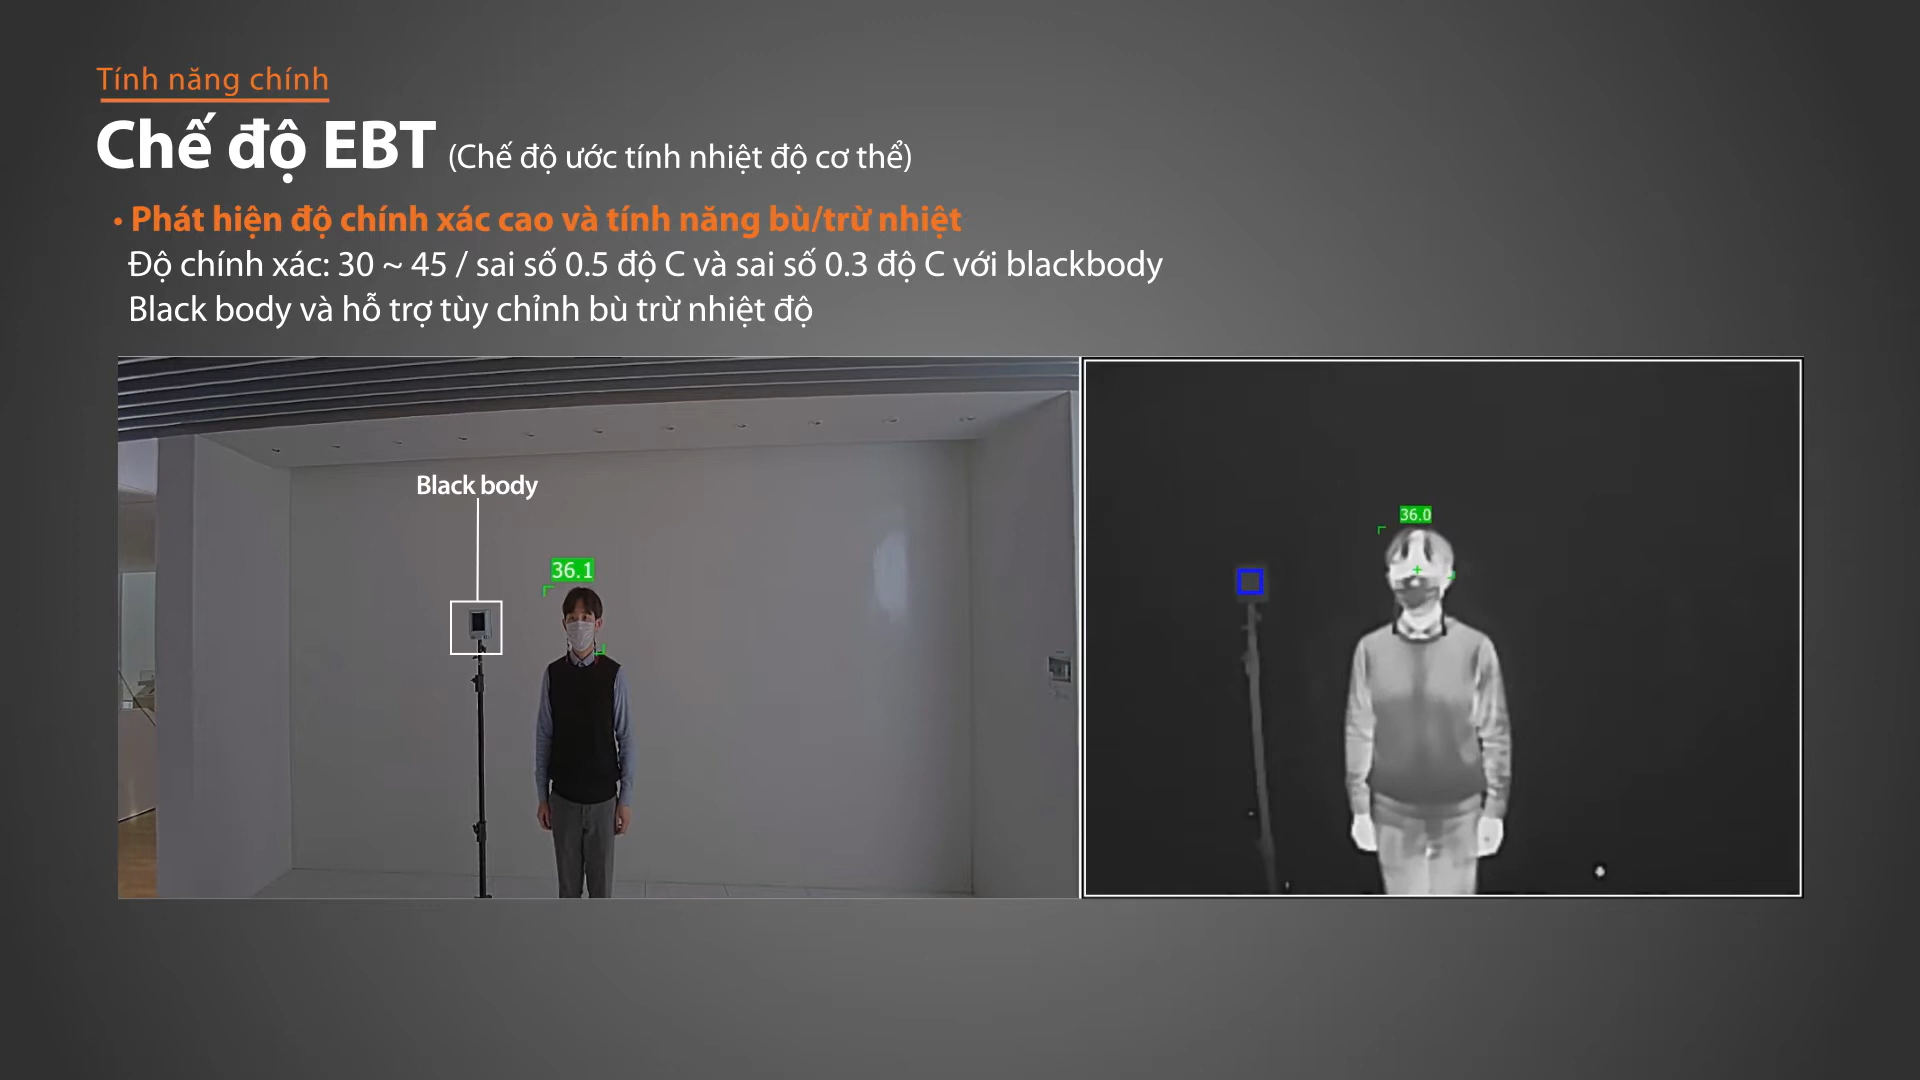 Tính năng chính
Chế độ EBT (Chế độ ước tính nhiệt độ cơ thể)
• Phát hiện độ chính xác cao và tính năng bù/trừ nhiệt
Độ chính xác: 30 ~ 45 / sai số 0.5 độ C và sai số 0.3 độ C với blackbody
Black body và hỗ trợ tùy chỉnh bù trừ nhiệt độ
Black body
36.1
36.0